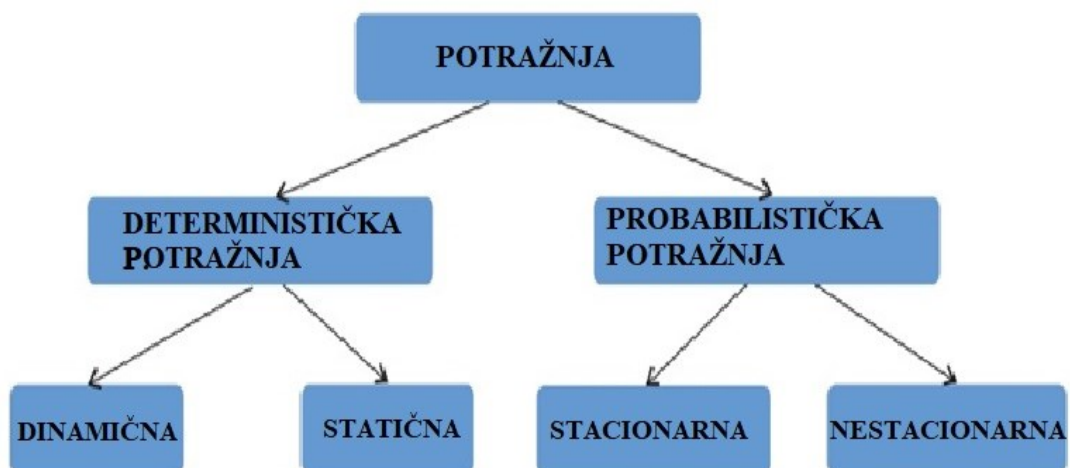 POTRAŽNJA
DETERMINISTIČKA
POTRAŽNJA
PROBABILISTIČKA
POTRAŽNJA
DINAMIČNA
STATIČNA
STACIONARNA
NESTACIONARNA